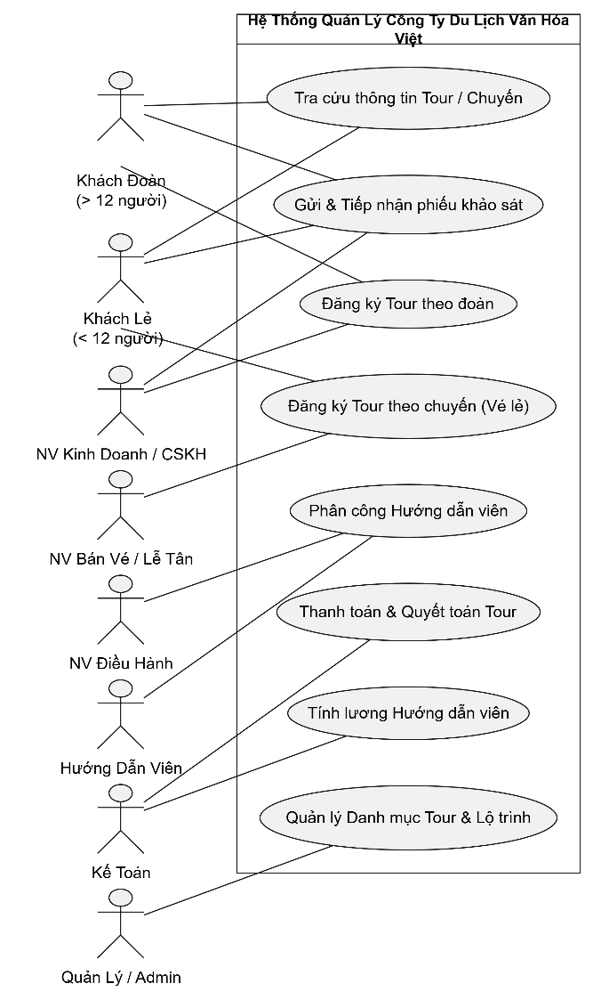 Hệ Thống Quản Lý Công Ty Du Lịch Văn Hóa
Việt
Tra cứu thông tin Tour / Chuyến
Khách Đoàn
(> 12 người)
Gửi & Tiếp nhận phiếu khảo sát
Đăng ký Tour theo đoàn
Khách Lẻ
(< 12 người)
Đăng ký Tour theo chuyến (Vé lẻ)
NV Kinh Doanh / CSKH
Phân công Hướng dẫn viên
NV Bán Vé / Lễ Tân
Thanh toán & Quyết toán Tour
NV Điều Hành
Tính lương Hướng dẫn viên
Hướng Dẫn Viên
Quản lý Danh mục Tour & Lộ trình
Kế Toán
Quản Lý / Admin